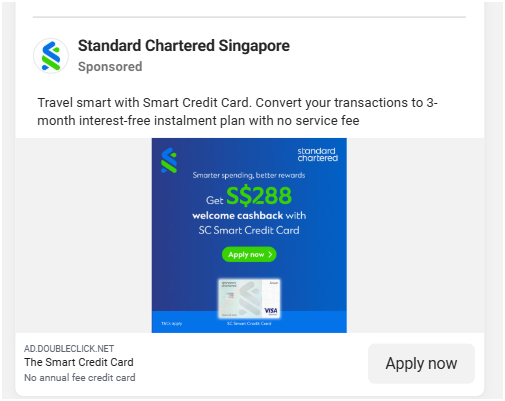 Standard Chartered Singapore
Sponsored
Travel smart with Smart Credit Card. Convert your transactions to 3-
month interest-free instalment plan with no service fee
standard
chartered
Smarter spending, better rewards
Get S$288
welcome cashback with
SC Smart Credit Card
Apply now
VISA
T&Cs apply
SC Smart Credit Card
AD.DOUBLECLICK.NET
The Smart Credit Card
No annual fee credit card
Apply now